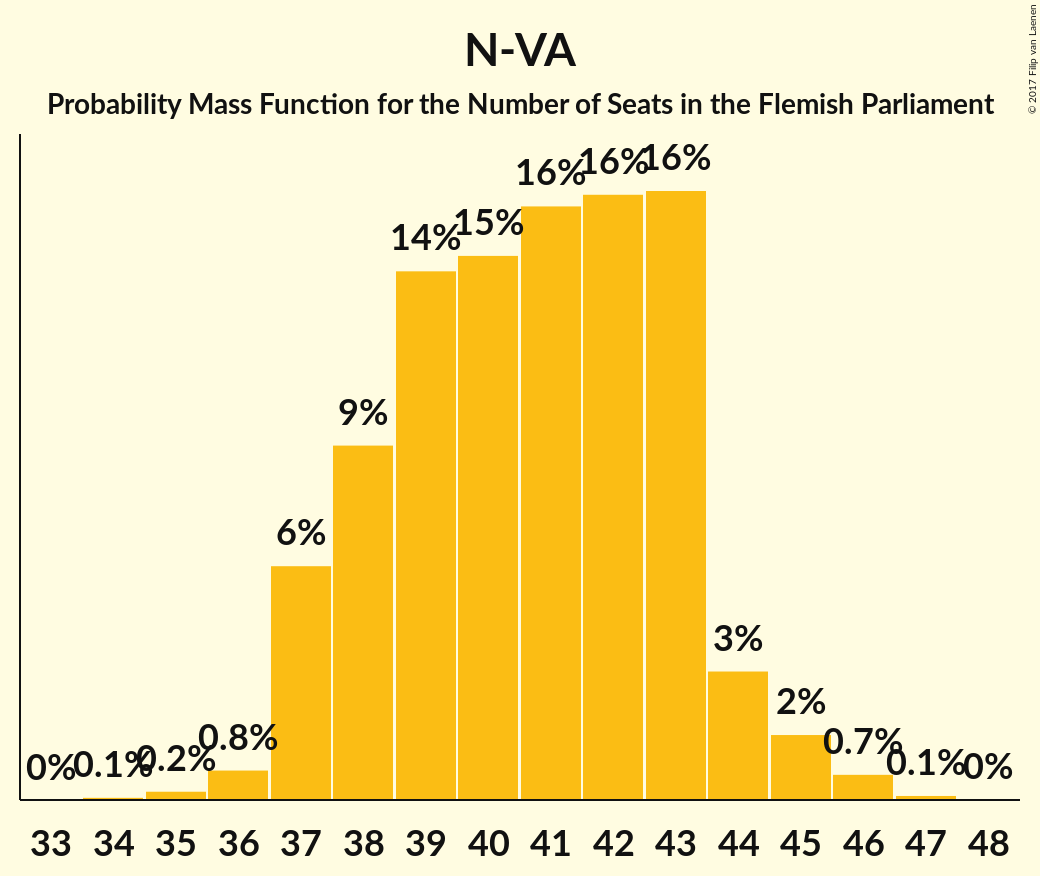 N-VA
Probability Mass Function for the Number of Seats in the Flemish Parliament
© 2017 Filip van Laenen
0% 0.1% 0.2% 0.8% 6% 9% 14% 15% 16% 16% 16% 3% 2% 0.7% 0.1% 0%
33 34 35 36 37 38 39 40 41 42 43 44 45 46 47 48